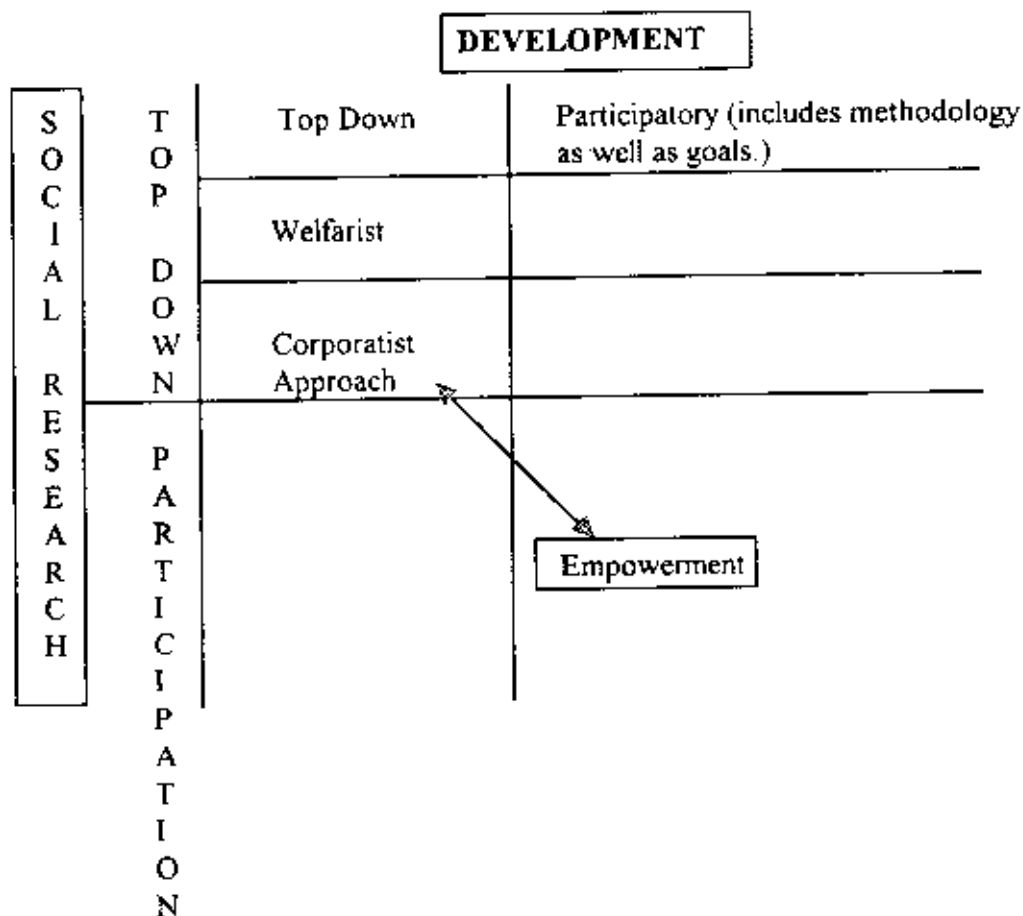 DEVELOPMENT
SOCIAL RESEARCH
TOP DOWN
PARTICIPATION
Top Down
Participatory (includes methodology
as well as goals.)
Welfarist
Corporatist
Approach
Empowerment